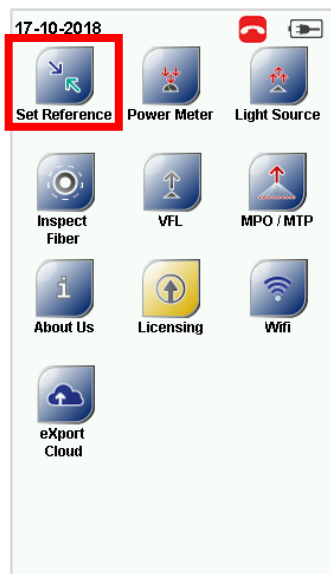 17-10-2018
Set Reference Power Meter Light Source
Inspect Fiber VFL MPO / MTP
About Us Licensing Wifi
eXport
Cloud